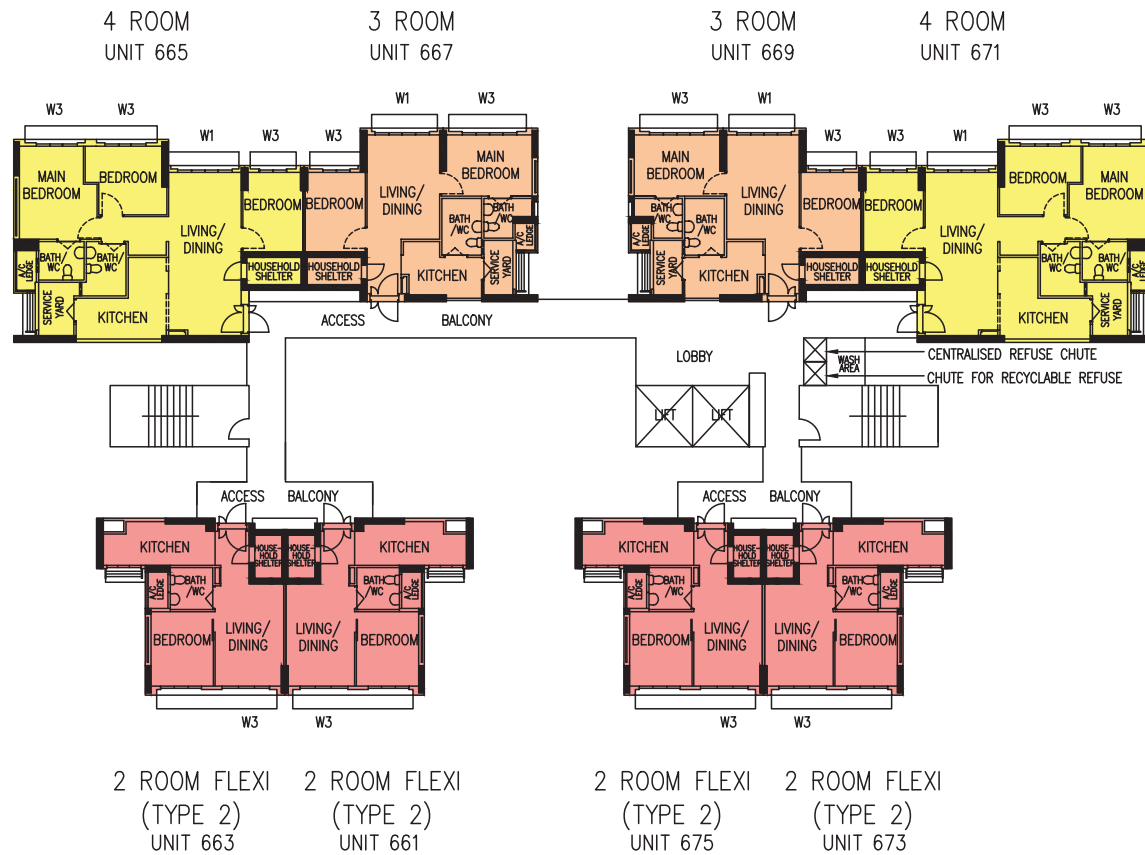 4 ROOM
UNIT 665
3 ROOM
UNIT 667
3 ROOM
UNIT 669
4 ROOM
UNIT 671
W3
W3
W1
W3
W3
W1
W3
W3
W1
W3
W3
W1
W3
W3
MAIN
BEDROOM
BEDROOM
LIVING/
DINING
BEDROOM
BATH/
WC
BATH/
WC
A/C
LEDGE
SERVICE
YARD
KITCHEN
HOUSEHOLD
SHELTER
BEDROOM
LIVING/
DINING
MAIN
BEDROOM
BATH/
WC
BATH/
WC
A/C
LEDGE
SERVICE
YARD
KITCHEN
HOUSEHOLD
SHELTER
MAIN
BEDROOM
LIVING/
DINING
BEDROOM
BATH/
WC
BATH/
WC
A/C
LEDGE
SERVICE
YARD
KITCHEN
HOUSEHOLD
SHELTER
BEDROOM
LIVING/
DINING
BEDROOM
MAIN
BEDROOM
BATH/
WC
BATH/
WC
A/C
LEDGE
SERVICE
YARD
KITCHEN
HOUSEHOLD
SHELTER
ACCESS BALCONY
LOBBY
LIFT
LIFT
WASH
AREA
CENTRALISED REFUSE CHUTE
CHUTE FOR RECYCLABLE REFUSE
ACCESS BALCONY
ACCESS BALCONY
KITCHEN
HOUSE-
HOLD
SHELTER
BATH/
WC
A/C
LEDGE
BEDROOM
LIVING/
DINING
HOUSE-
HOLD
SHELTER
KITCHEN
BATH/
WC
A/C
LEDGE
LIVING/
DINING
BEDROOM
KITCHEN
HOUSE-
HOLD
SHELTER
BATH/
WC
A/C
LEDGE
BEDROOM
LIVING/
DINING
HOUSE-
HOLD
SHELTER
KITCHEN
BATH/
WC
A/C
LEDGE
LIVING/
DINING
BEDROOM
W3
W3
W3
W3
2 ROOM FLEXI
(TYPE 2)
UNIT 663
2 ROOM FLEXI
(TYPE 2)
UNIT 661
2 ROOM FLEXI
(TYPE 2)
UNIT 675
2 ROOM FLEXI
(TYPE 2)
UNIT 673